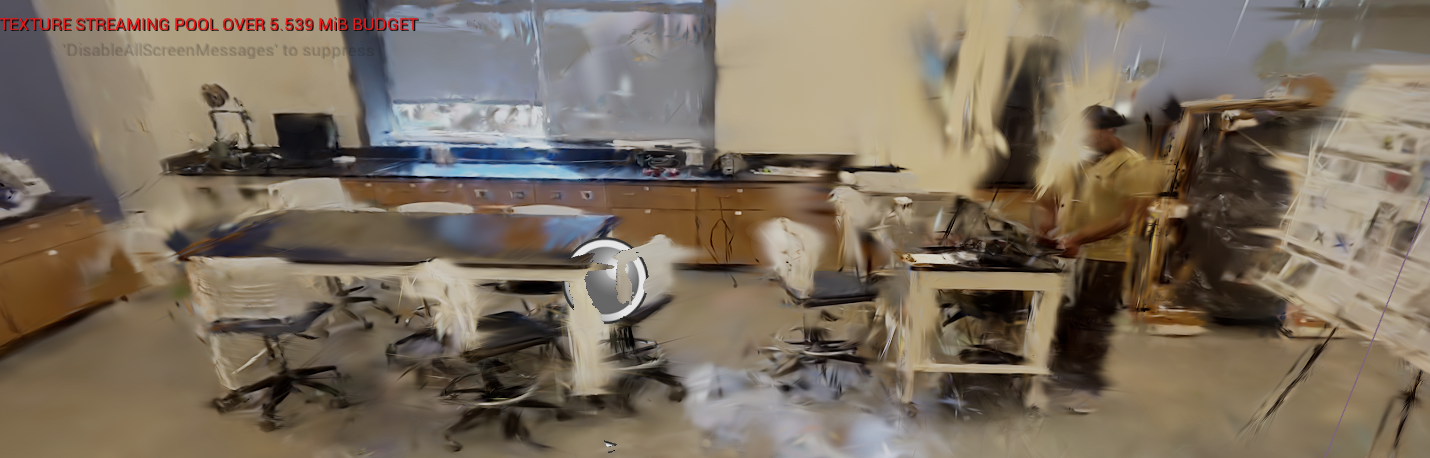 TEXTURE STREAMING POOL OVER 5.539 MiB BUDGET
'DisableAllScreenMessages' to suppress